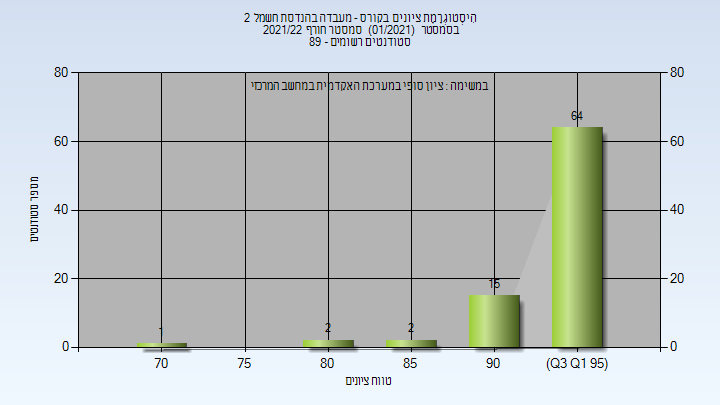 היסטוגרמת ציונים בקורס - מעבדה בהנדסת חשמל 2
בסמסטר (01/2021) סמסטר חורף 2021/22
סטודנטים רשומים - 89
במשימה : ציון סופי במערכת האקדמית במחשב המרכזי
80
60
40
20
0
80
60
40
20
0
מספר סטודנטים
1
2
2
15
64
70
75
80
85
90
(Q3 Q1 95)
טווח ציונים